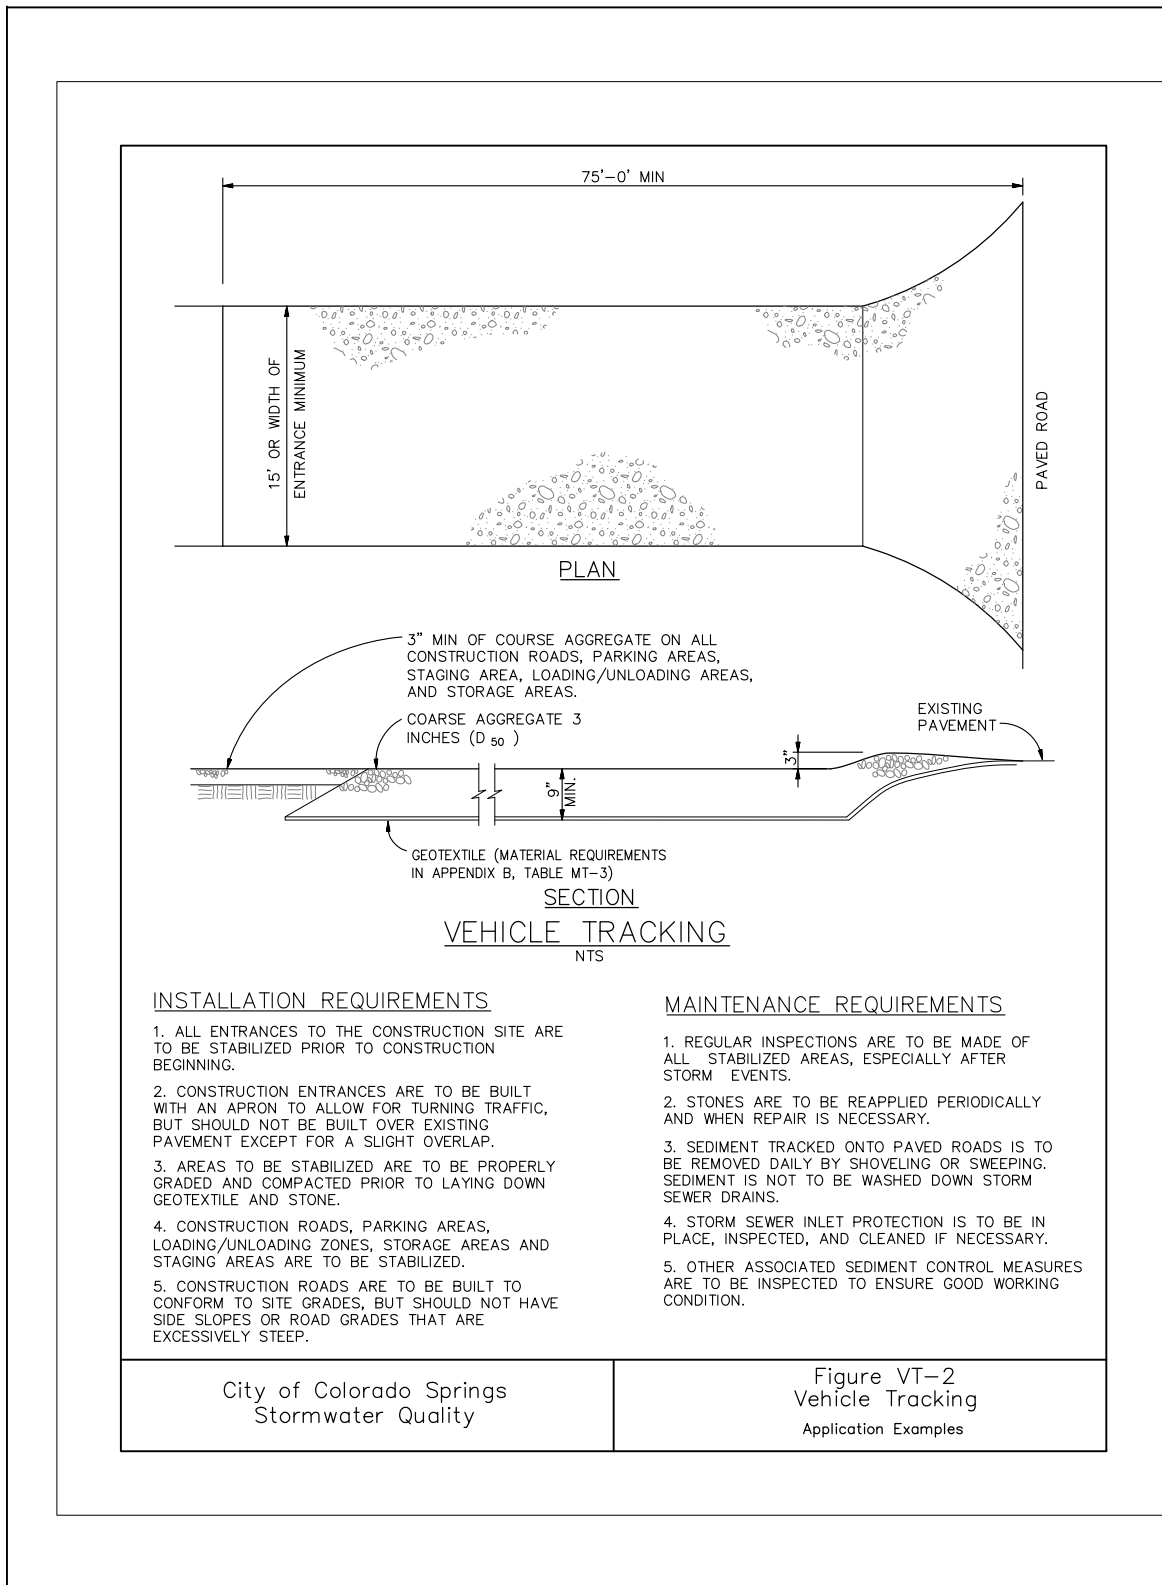 75'-0' MIN
15' OR WIDTH OF
ENTRANCE MINIMUM
PAVED ROAD
PLAN
3" MIN OF COURSE AGGREGATE ON ALL
CONSTRUCTION ROADS, PARKING AREAS,
STAGING AREA, LOADING/UNLOADING AREAS,
AND STORAGE AREAS.
COARSE AGGREGATE 3
INCHES (D 50 )
EXISTING
PAVEMENT
3"
9"
MIN.
GEOTEXTILE (MATERIAL REQUIREMENTS
IN APPENDIX B, TABLE MT-3)
SECTION
VEHICLE TRACKING
NTS
INSTALLATION REQUIREMENTS
1. ALL ENTRANCES TO THE CONSTRUCTION SITE ARE
TO BE STABILIZED PRIOR TO CONSTRUCTION
BEGINNING.
2. CONSTRUCTION ENTRANCES ARE TO BE BUILT
WITH AN APRON TO ALLOW FOR TURNING TRAFFIC,
BUT SHOULD NOT BE BUILT OVER EXISTING
PAVEMENT EXCEPT FOR A SLIGHT OVERLAP.
3. AREAS TO BE STABILIZED ARE TO BE PROPERLY
GRADED AND COMPACTED PRIOR TO LAYING DOWN
GEOTEXTILE AND STONE.
4. CONSTRUCTION ROADS, PARKING AREAS,
LOADING/UNLOADING ZONES, STORAGE AREAS AND
STAGING AREAS ARE TO BE STABILIZED.
5. CONSTRUCTION ROADS ARE TO BE BUILT TO
CONFORM TO SITE GRADES, BUT SHOULD NOT HAVE
SIDE SLOPES OR ROAD GRADES THAT ARE
EXCESSIVELY STEEP.
MAINTENANCE REQUIREMENTS
1. REGULAR INSPECTIONS ARE TO BE MADE OF
ALL STABILIZED AREAS, ESPECIALLY AFTER
STORM EVENTS.
2. STONES ARE TO BE REAPPLIED PERIODICALLY
AND WHEN REPAIR IS NECESSARY.
3. SEDIMENT TRACKED ONTO PAVED ROADS IS TO
BE REMOVED DAILY BY SHOVELING OR SWEEPING.
SEDIMENT IS NOT TO BE WASHED DOWN STORM
SEWER DRAINS.
4. STORM SEWER INLET PROTECTION IS TO BE IN
PLACE, INSPECTED, AND CLEANED IF NECESSARY.
5. OTHER ASSOCIATED SEDIMENT CONTROL MEASURES
ARE TO BE INSPECTED TO ENSURE GOOD WORKING
CONDITION.
City of Colorado Springs
Stormwater Quality
Figure VT-2
Vehicle Tracking
Application Examples